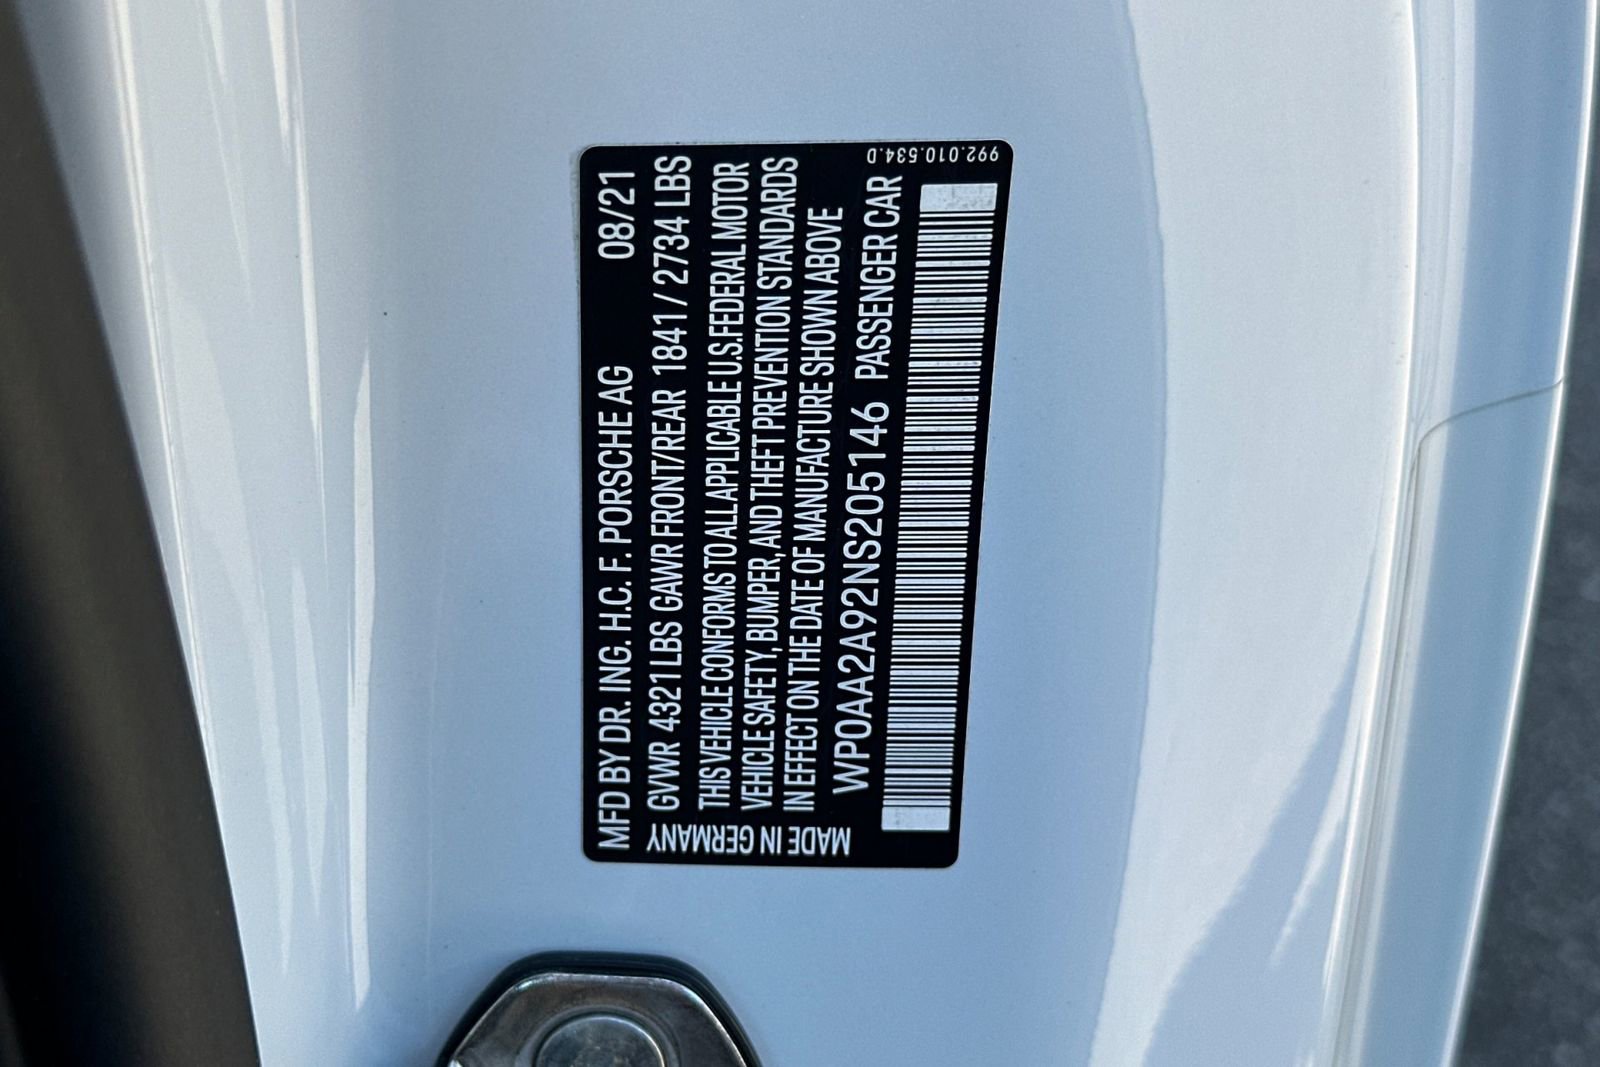 MFD BY DR. ING. H.C. F. PORSCHE AG 08/21
GVWR 4321 LBS GAWR FRONT/REAR 1841 / 2734 LBS
THIS VEHICLE CONFORMS TO ALL APPLICABLE U.S. FEDERAL MOTOR
VEHICLE SAFETY, BUMPER, AND THEFT PREVENTION STANDARDS
IN EFFECT ON THE DATE OF MANUFACTURE SHOWN ABOVE
WP0AA2A92NS205146 PASSENGER CAR
MADE IN GERMANY
992.010.534.D